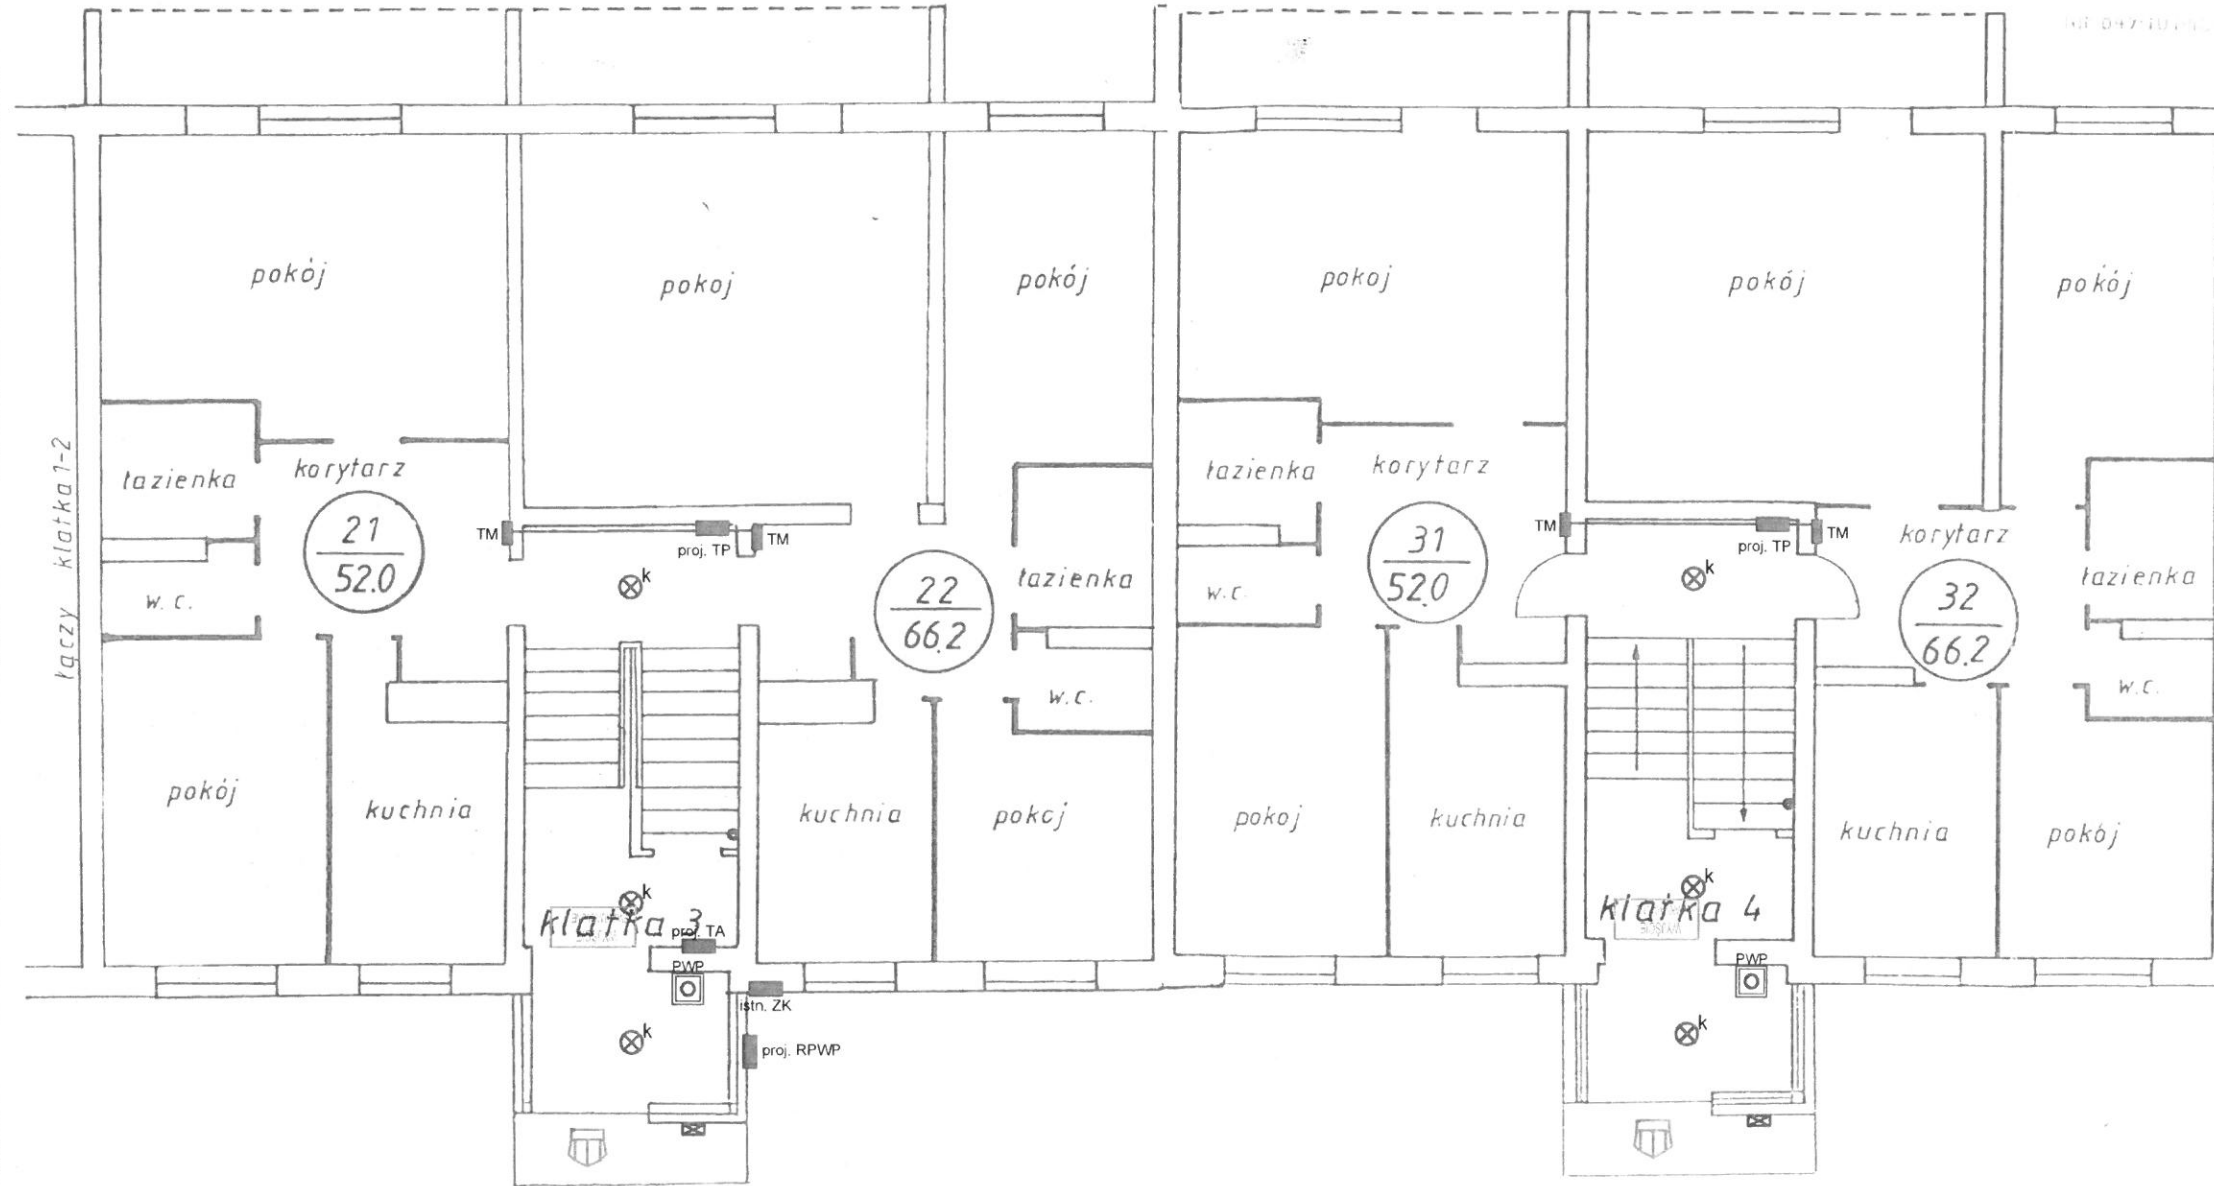 pokój
pokoj
pokój
pokoj
pokój
pokój
łączy klatka 1-2
łazienka
korytarz
21
52.0
w.c.
TM
proj. TP
TM
k
22
66.2
łazienka
w.c.
łazienka
korytarz
31
52.0
w.c.
TM
proj. TP
TM
k
korytarz
32
66.2
łazienka
w.c.
pokój
kuchnia
kuchnia
pokój
pokoj
kuchnia
kuchnia
pokój
k
klatka 3
proj. TA
PWP
istn. ZK
k
proj. RPWP
k
klatka 4
WYJŚCIE
PWP
k